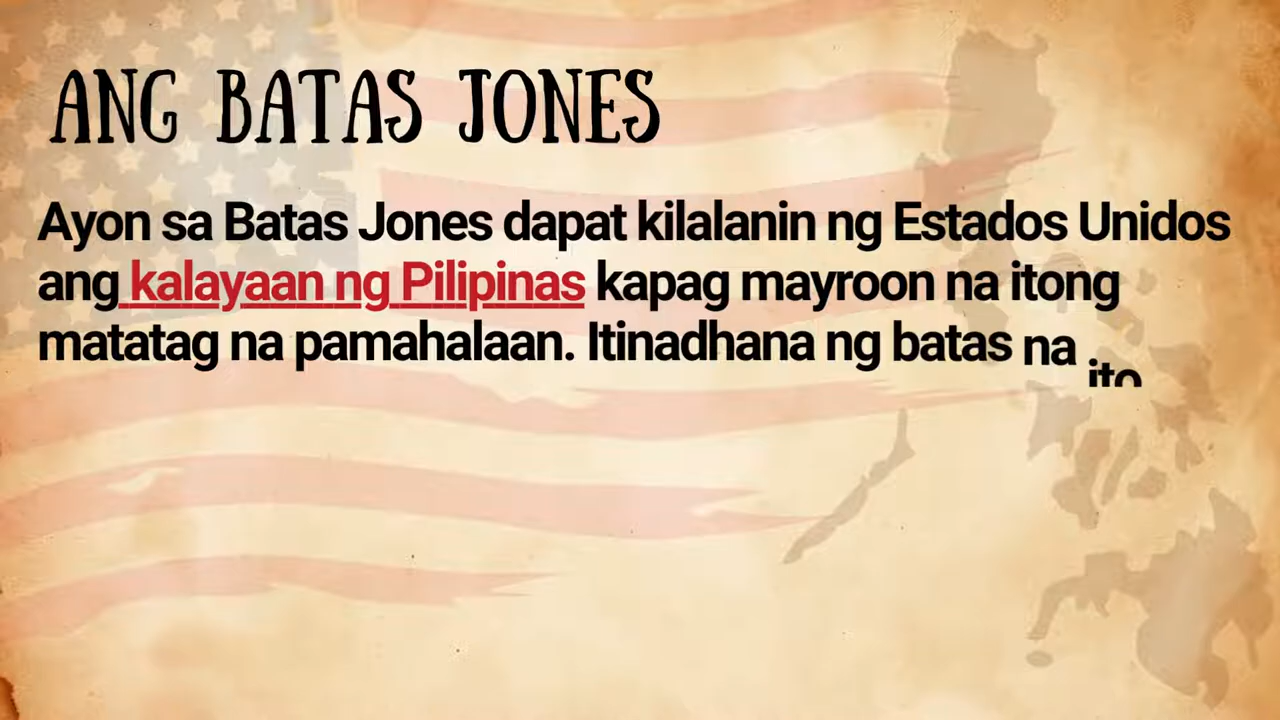 ANG BATAS JONES
Ayon sa Batas Jones dapat kilalanin ng Estados Unidos
ang kalayaan ng Pilipinas kapag mayroon na itong
matatag na pamahalaan. Itinadhana ng batas na ito